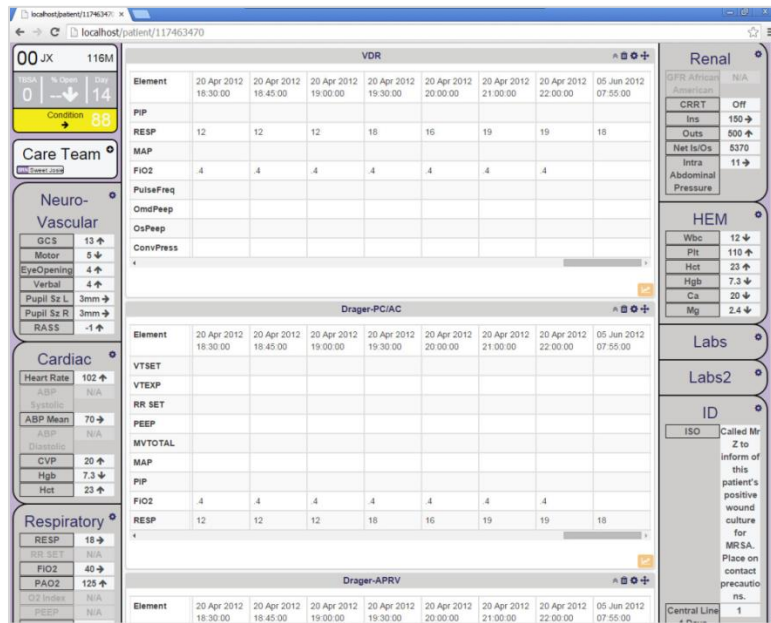 localhost/patient/11746347
localhost/patient/117463470
00 JX 116M
TBSA % Open Day
0 -- 14
Condition 88
Care Team
Sweet Josie
Neuro-
Vascular
GCS 13
Motor 5
EyeOpening 4
Verbal 4
Pupil Sz L 3mm
Pupil Sz R 3mm
RASS -1
Cardiac
Heart Rate 102
ABP Systolic N/A
ABP Mean 70
ABP Diastolic N/A
CVP 20
Hgb 7.3
Hct 23
Respiratory
RESP 18
RR SET N/A
FIO2 40
PAO2 125
O2 Index N/A
PEEP N/A
VDR
Element 20 Apr 2012 20 Apr 2012 20 Apr 2012 20 Apr 2012 20 Apr 2012 20 Apr 2012 20 Apr 2012 05 Jun 2012
18:30:00 18:45:00 19:00:00 19:30:00 20:00:00 21:00:00 22:00:00 07:55:00
PIP
RESP 12 12 12 18 16 19 19 18
MAP
FiO2 .4 .4 .4 .4 .4 .4 .4
PulseFreq
OmdPeep
OsPeep
ConvPress
Drager-PC/AC
Element 20 Apr 2012 20 Apr 2012 20 Apr 2012 20 Apr 2012 20 Apr 2012 20 Apr 2012 20 Apr 2012 05 Jun 2012
18:30:00 18:45:00 19:00:00 19:30:00 20:00:00 21:00:00 22:00:00 07:55:00
VTSET
VTEXP
RR SET
PEEP
MVTOTAL
MAP
PIP
FiO2 .4 .4 .4 .4 .4 .4 .4
RESP 12 12 12 18 16 19 19 18
Drager-APRV
Element 20 Apr 2012 20 Apr 2012 20 Apr 2012 20 Apr 2012 20 Apr 2012 20 Apr 2012 20 Apr 2012 05 Jun 2012
18:30:00 18:45:00 19:00:00 19:30:00 20:00:00 21:00:00 22:00:00 07:55:00
Renal
GFR African N/A
American
CRRT Off
Ins 150
Outs 500
Net Is/Os 5370
Intra 11
Abdominal
Pressure
HEM
Wbc 12
Plt 110
Hct 23
Hgb 7.3
Ca 20
Mg 2.4
Labs
Labs2
ID
ISO Called Mr
Z to
inform of
this
patient's
positive
wound
culture
for
MRSA.
Place on
contact
precautio
ns.
Central Line 1